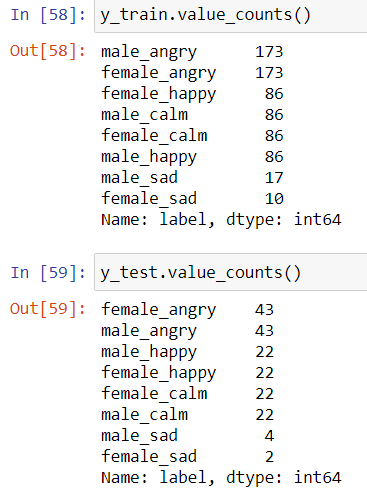 In [58]: y_train.value_counts()
Out[58]: male_angry 173
female_angry 173
female_happy 86
male_calm 86
female_calm 86
male_happy 86
male_sad 17
female_sad 10
Name: label, dtype: int64
In [59]: y_test.value_counts()
Out[59]: female_angry 43
male_angry 43
male_happy 22
female_happy 22
female_calm 22
male_calm 22
male_sad 4
female_sad 2
Name: label, dtype: int64